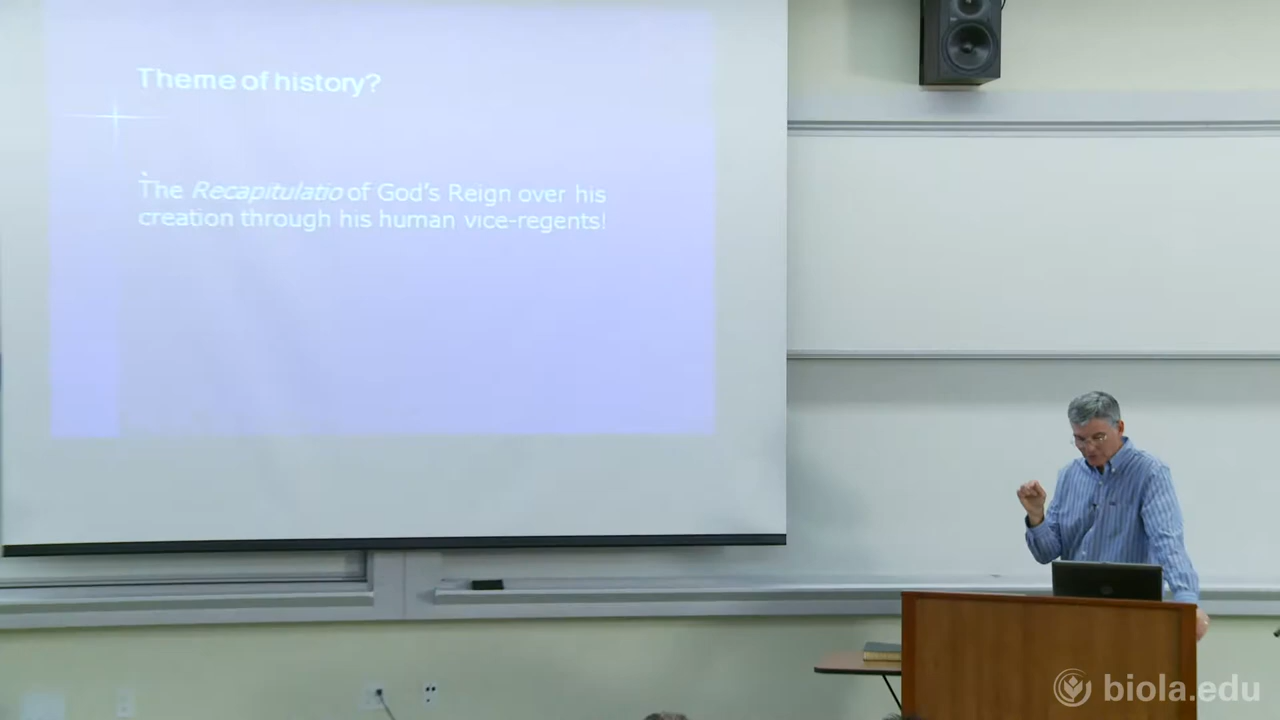 Theme of history?
The Recapitulatio of God's Reign over his
creation through his human vice-regents!
biola.edu